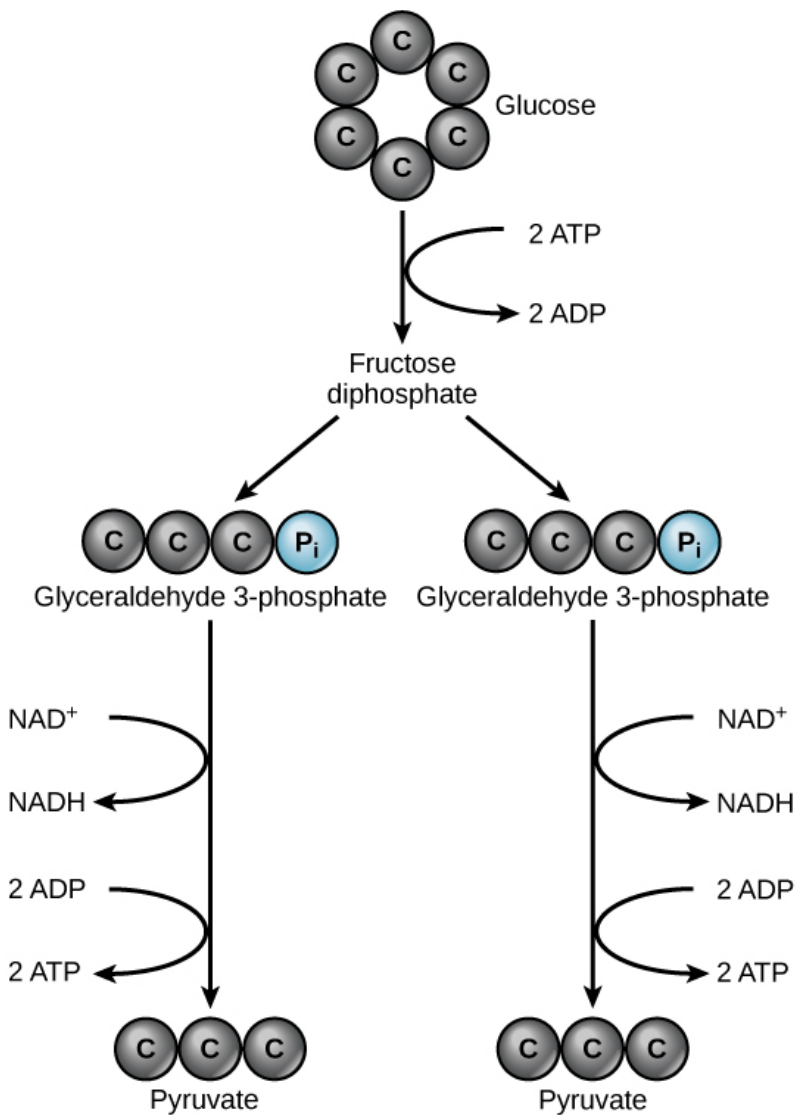 C
C
C
C
C
C
Glucose
2 ATP
2 ADP
Fructose
diphosphate
C C C Pi
C C C Pi
Glyceraldehyde 3-phosphate
Glyceraldehyde 3-phosphate
NAD+
NAD+
NADH
NADH
2 ADP
2 ADP
2 ATP
2 ATP
C C C
C C C
Pyruvate
Pyruvate